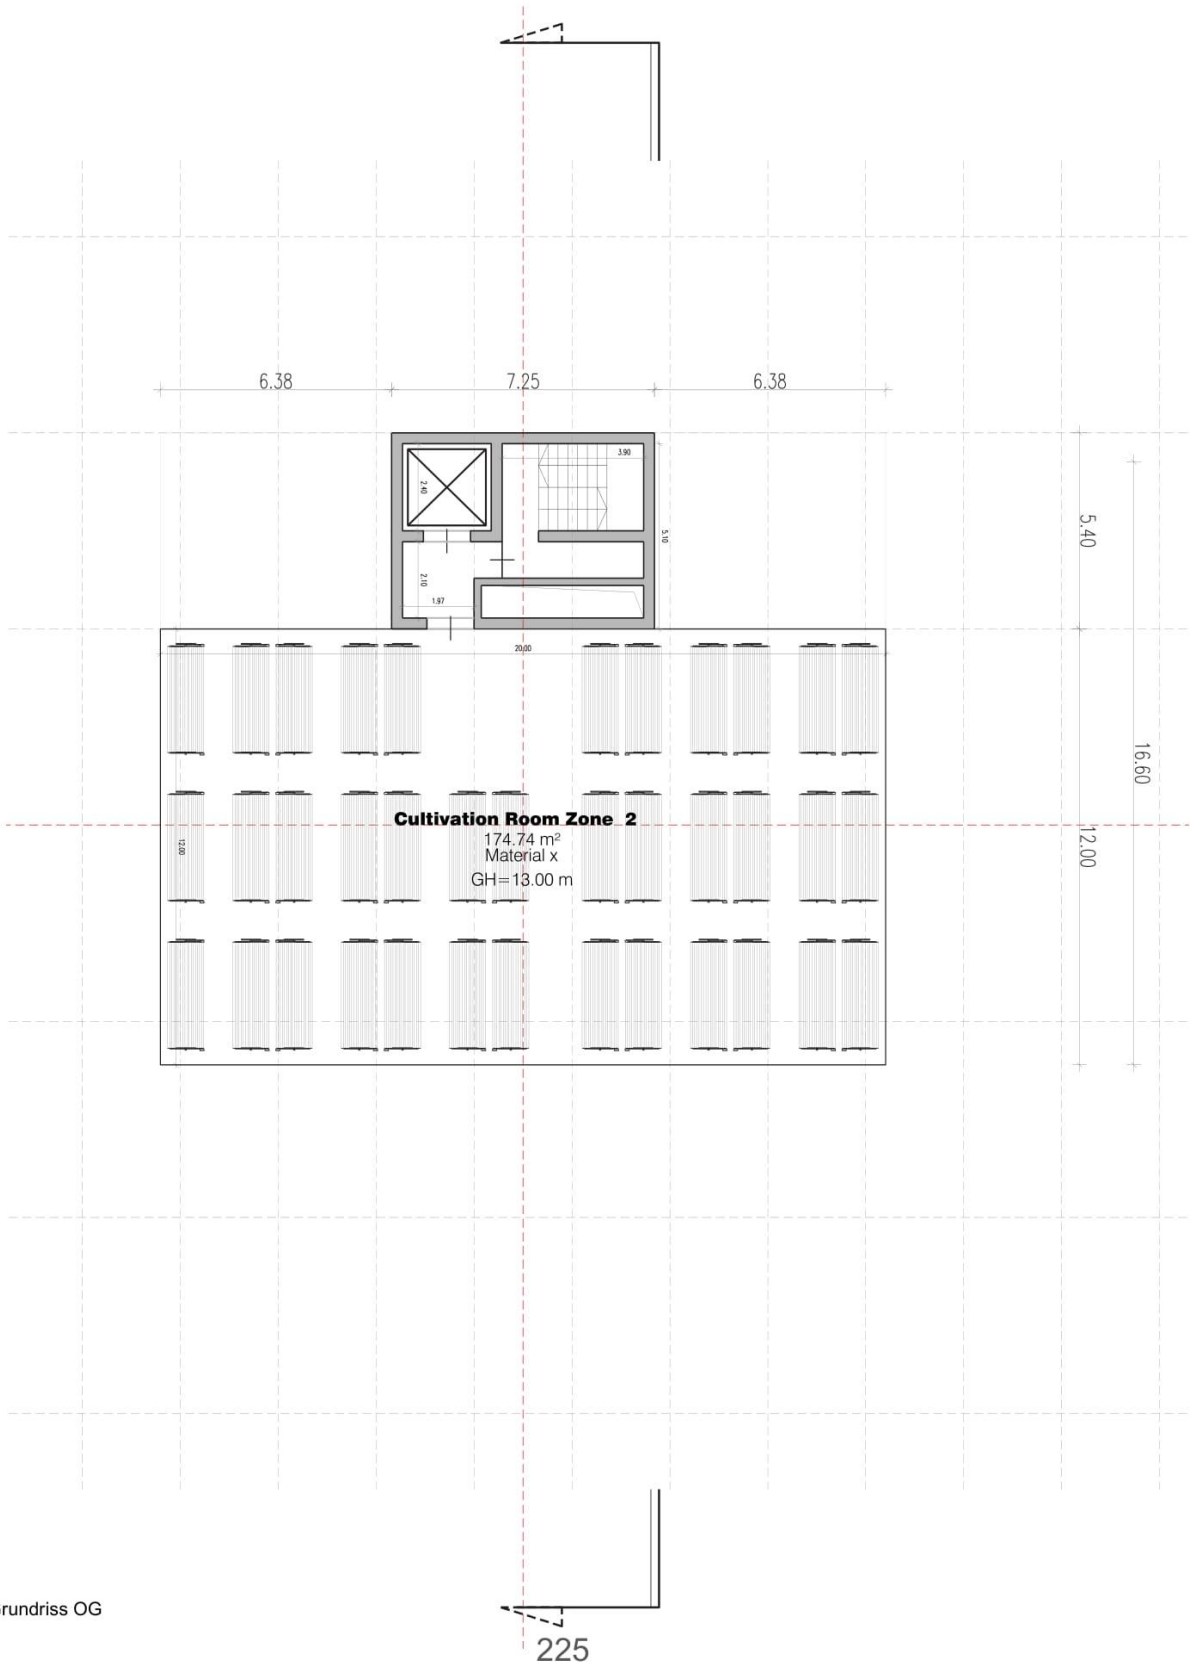 6.38
7.25
6.38
3.90
2.40
5.10
5.40
2.10
1.97
20.00
16.60
Cultivation Room Zone 2
174.74 m²
Material x
GH=13.00 m
12.00
12.00
rundriss OG
225